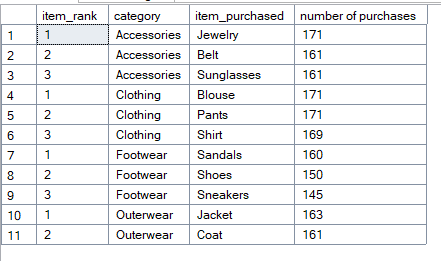 item_rank category item_purchased number of purchases
1 1 Accessories Jewelry 171
2 2 Accessories Belt 161
3 3 Accessories Sunglasses 161
4 1 Clothing Blouse 171
5 2 Clothing Pants 171
6 3 Clothing Shirt 169
7 1 Footwear Sandals 160
8 2 Footwear Shoes 150
9 3 Footwear Sneakers 145
10 1 Outerwear Jacket 163
11 2 Outerwear Coat 161